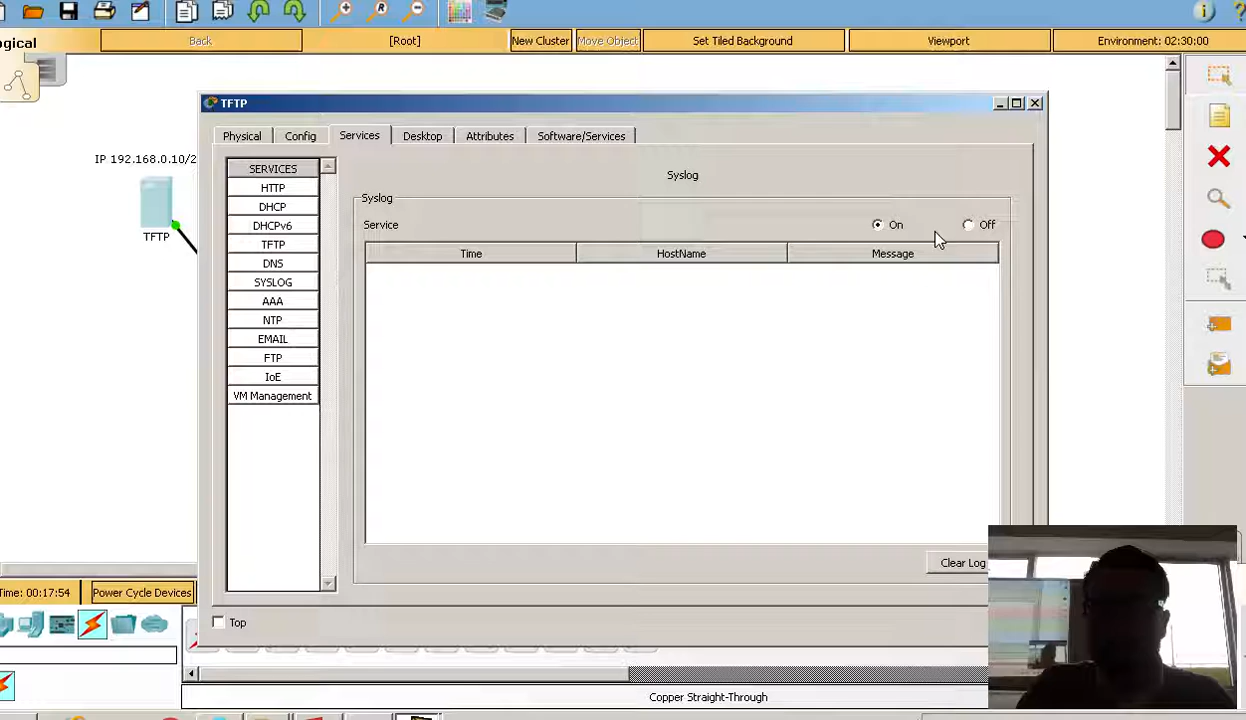 ogical
Back
[Root]
New Cluster
Move Object
Set Tiled Background
Viewport
Environment: 02:30:00
TFTP
Physical
Config
Services
Desktop
Attributes
Software/Services
IP 192.168.0.10/2
TFTP
SERVICES
HTTP
DHCP
DHCPv6
TFTP
DNS
SYSLOG
AAA
NTP
EMAIL
FTP
IoE
VM Management
Syslog
Syslog
Service
On
Off
Time
HostName
Message
Clear Log
Top
Time: 00:17:54
Power Cycle Devices
Copper Straight-Through